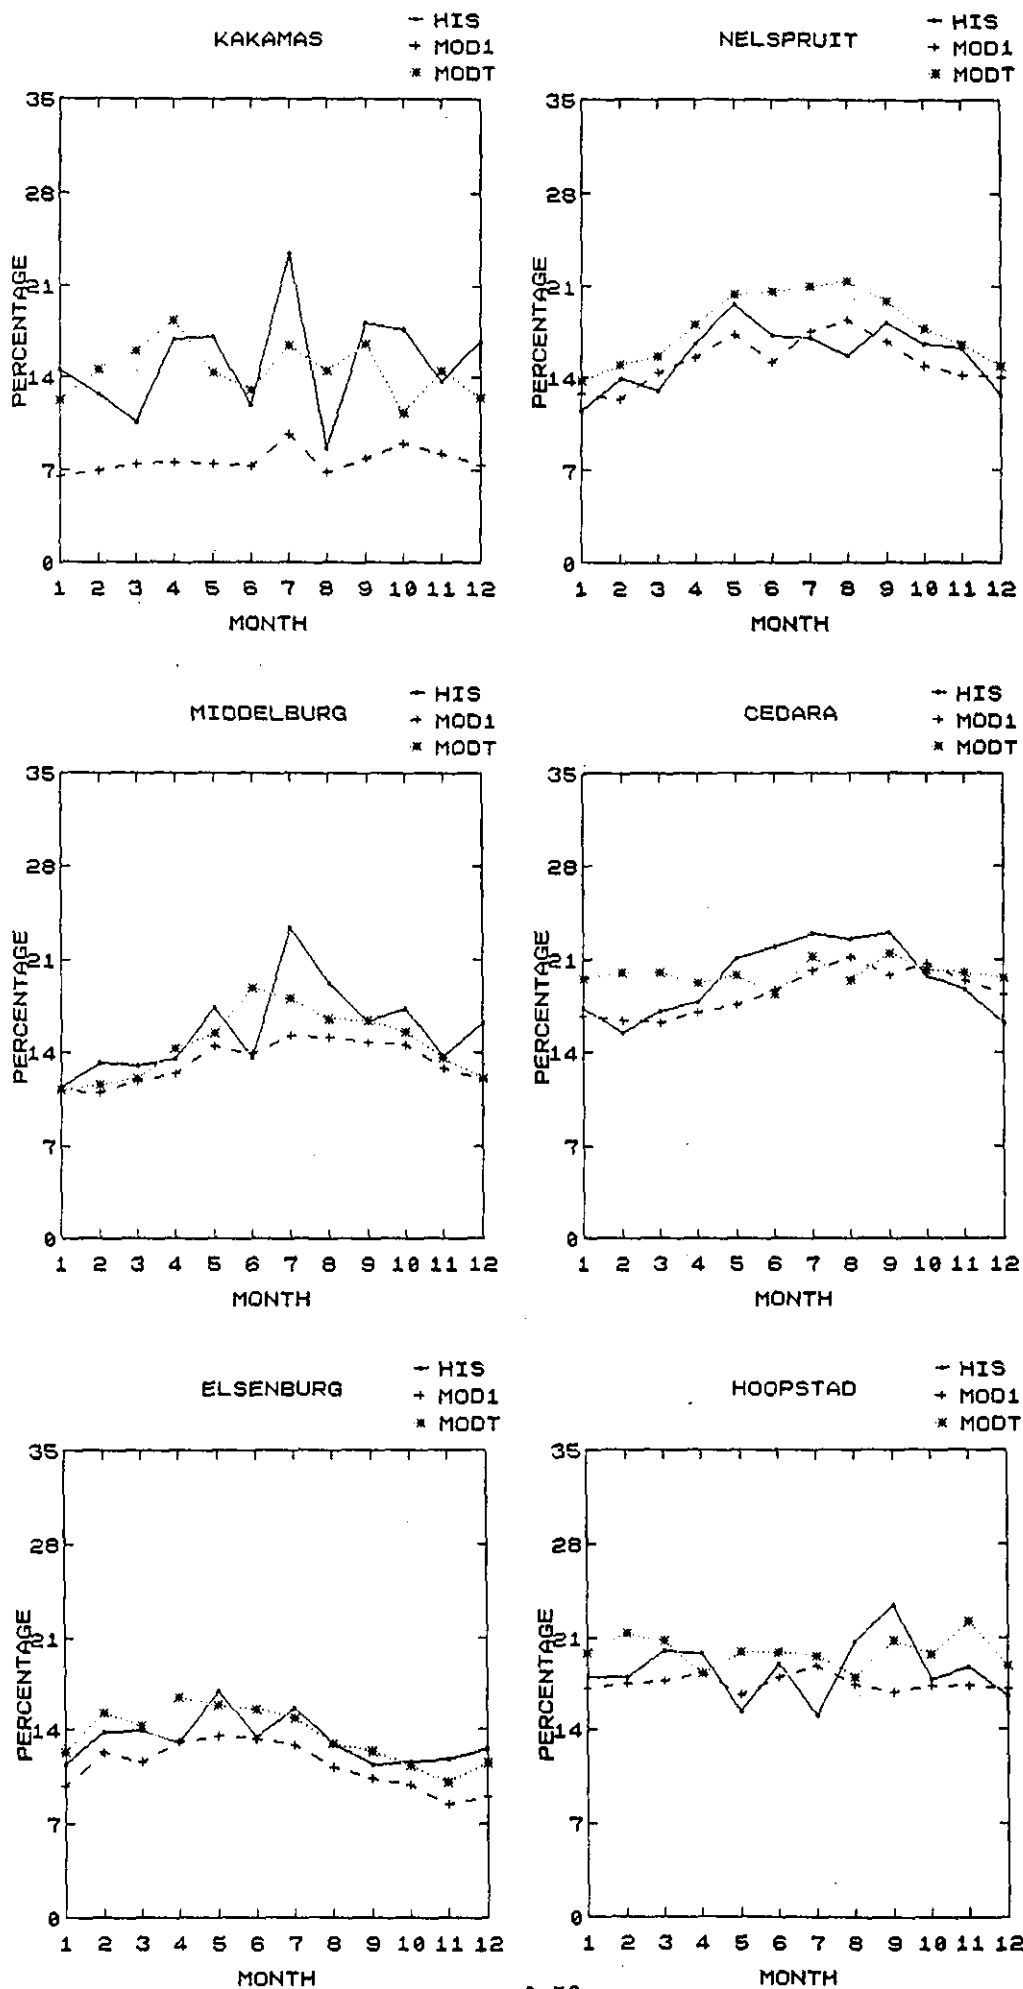 KAKAMAS
HIS
MOD1
MODT
PERCENTAGE
35
28
21
14
7
0
1 2 3 4 5 6 7 8 9 10 11 12
MONTH
NELSPRUIT
HIS
MOD1
MODT
PERCENTAGE
35
28
21
14
7
0
1 2 3 4 5 6 7 8 9 10 11 12
MONTH
MIDDELBURG
HIS
MOD1
MODT
PERCENTAGE
35
28
21
14
7
0
1 2 3 4 5 6 7 8 9 10 11 12
MONTH
CEDARA
HIS
MOD1
MODT
PERCENTAGE
35
28
21
14
7
0
1 2 3 4 5 6 7 8 9 10 11 12
MONTH
ELSENBURG
HIS
MOD1
MODT
PERCENTAGE
35
28
21
14
7
0
1 2 3 4 5 6 7 8 9 10 11 12
MONTH
HOOPSTAD
HIS
MOD1
MODT
PERCENTAGE
35
28
21
14
7
0
1 2 3 4 5 6 7 8 9 10 11 12
MONTH